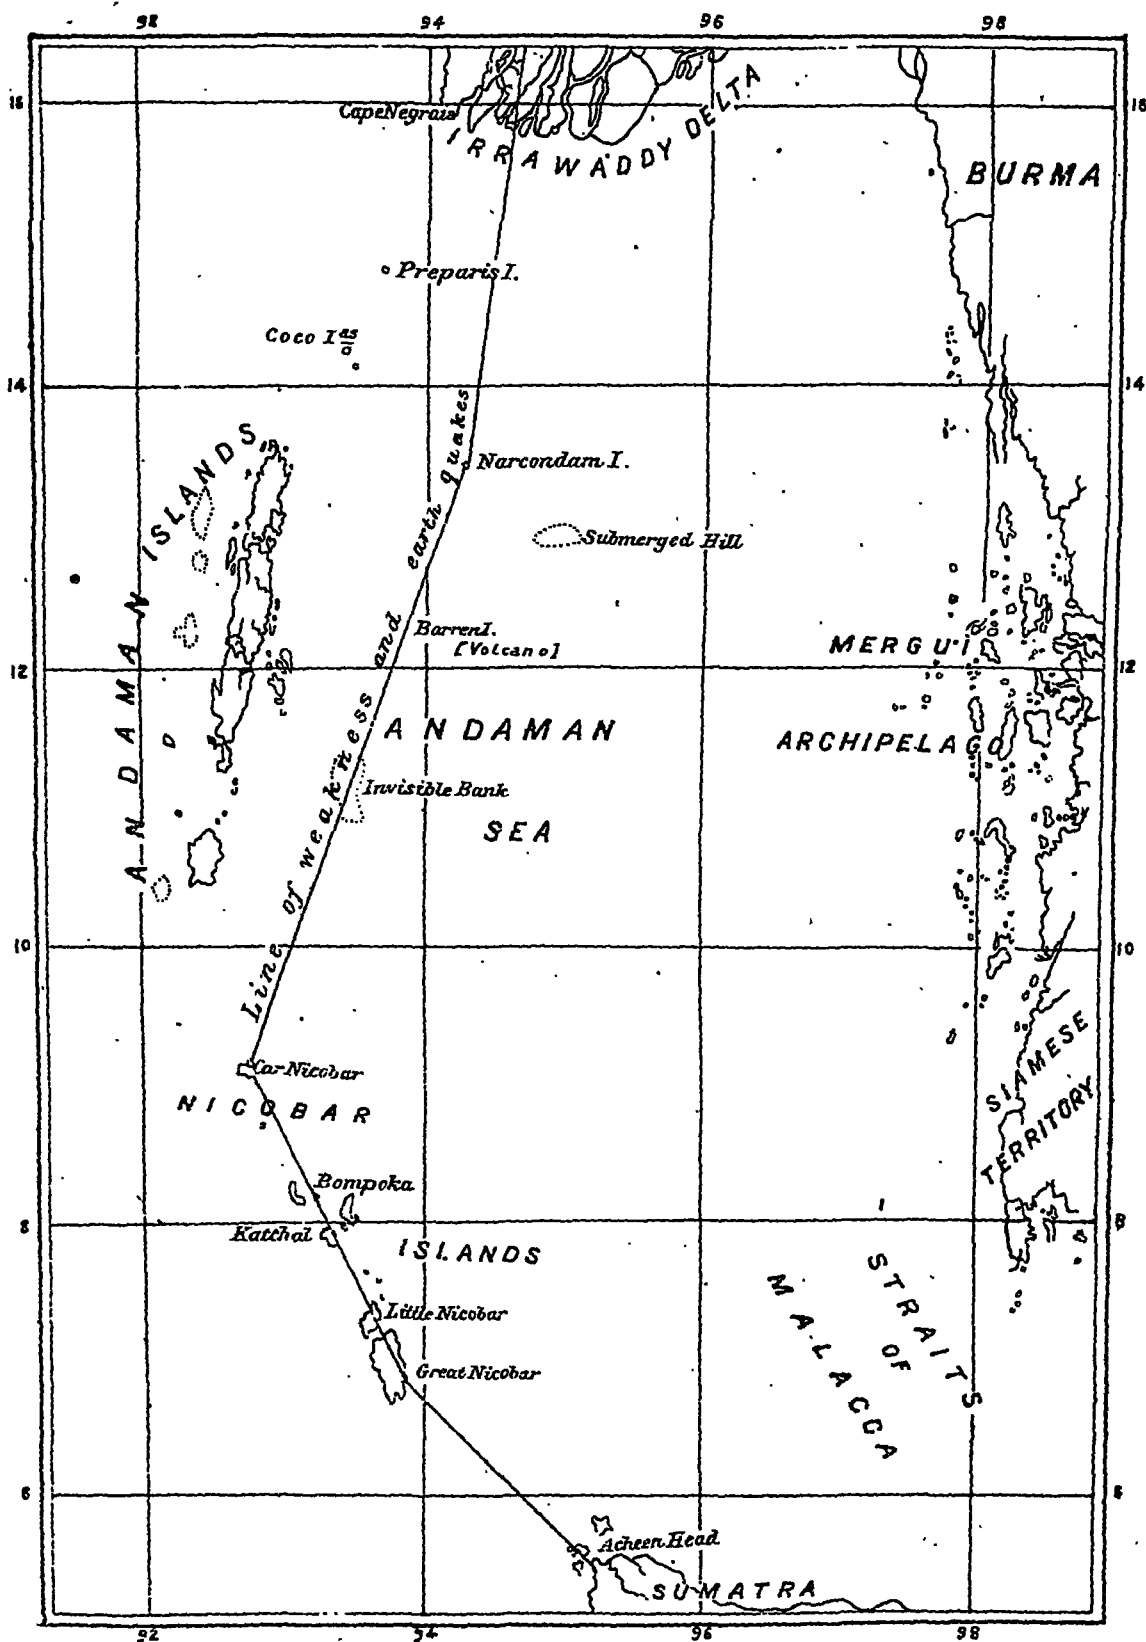 92 94 96 98
16 16
Cape Negrais
IRRAWADDY DELTA
BURMA
Preparis I.
Coco I ds
14 14
ANDAMAN ISLANDS
Narcondam I.
Submerged Hill
Line of weakness and earth quakes
Barren I.
[Volcano]
MERGUI
12 12
ANDAMAN
ARCHIPELAGO
Invisible Bank
SEA
10 10
Car Nicobar
NICOBAR
SIAMESE
TERRITORY
Bompoka
8 8
Katchal
ISLANDS
STRAITS
OF
MALACCA
Little Nicobar
Great Nicobar
6 6
Acheen Head
SUMATRA
92 94 96 98